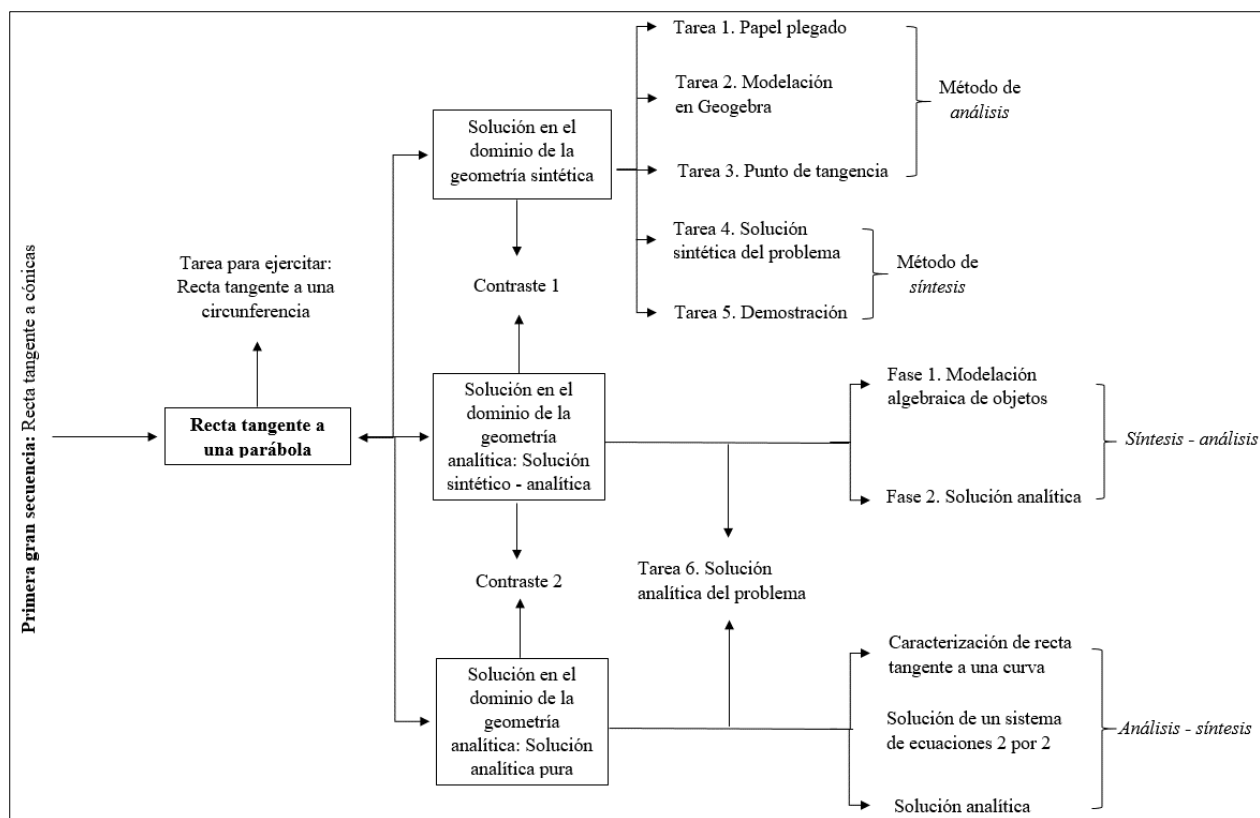 Primera gran secuencia: Recta tangente a cónicas
Tarea para ejercitar:
Recta tangente a una
circunferencia
Recta tangente a
una parábola
Solución en el
dominio de la
geometría sintética
Contraste 1
Solución en el
dominio de la
geometría
analítica: Solución
sintético - analítica
Contraste 2
Solución en el
dominio de la
geometría
analítica: Solución
analítica pura
Tarea 1. Papel plegado
Tarea 2. Modelación
en Geogebra
Tarea 3. Punto de tangencia
Método de
análisis
Tarea 4. Solución
sintética del problema
Tarea 5. Demostración
Método de
síntesis
Fase 1. Modelación
algebraica de objetos
Fase 2. Solución analítica
Síntesis - análisis
Tarea 6. Solución
analítica del problema
Caracterización de recta
tangente a una curva
Solución de un sistema
de ecuaciones 2 por 2
Solución analítica
Análisis - síntesis